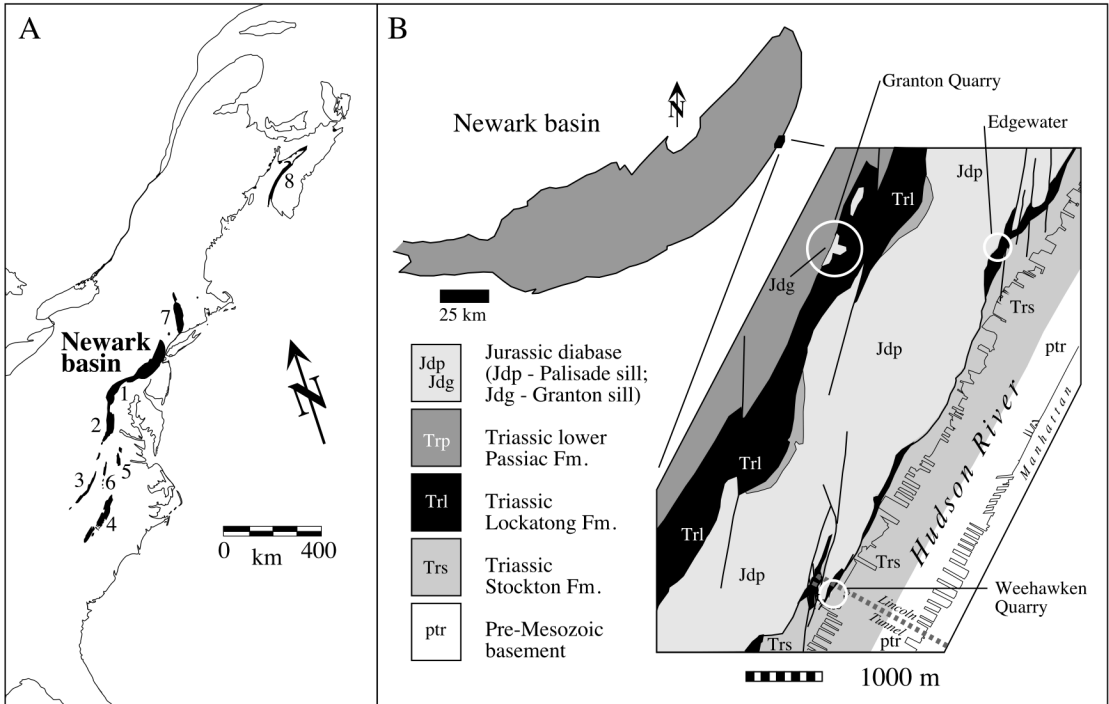 A
8
7
Newark
basin
1
2
3
6
5
4
N
0
400
km
B
Newark basin
N
25 km
Granton Quarry
Edgewater
Jdp
Trl
Jdg
Trs
Jdp
ptr
Hudson River
Manhattan
Trl
Trl
Jdp
Trs
Lincoln
Tunnel
Weehawken
Quarry
Trs
ptr
1000 m
Jdp
Jdg
Jurassic diabase
(Jdp - Palisade sill;
Jdg - Granton sill)
Trp
Triassic lower
Passiac Fm.
Trl
Triassic
Lockatong Fm.
Trs
Triassic
Stockton Fm.
ptr
Pre-Mesozoic
basement